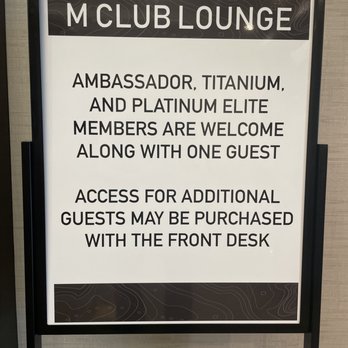 M CLUB LOUNGE
AMBASSADOR, TITANIUM,
AND PLATINUM ELITE
MEMBERS ARE WELCOME
ALONG WITH ONE GUEST
ACCESS FOR ADDITIONAL
GUESTS MAY BE PURCHASED
WITH THE FRONT DESK